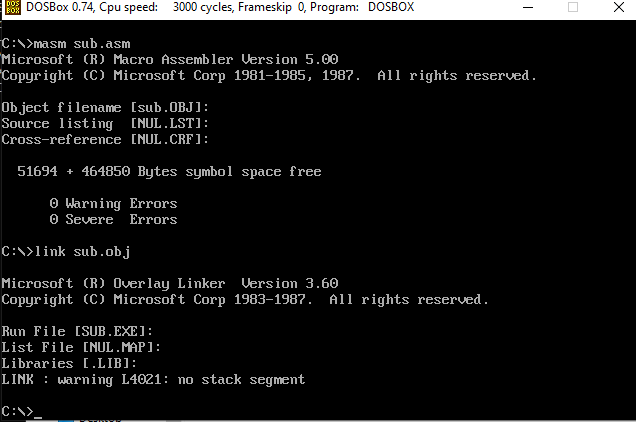 DOSBox 0.74, Cpu speed: 3000 cycles, Frameskip 0, Program: DOSBOX
C:\>masm sub.asm
Microsoft (R) Macro Assembler Version 5.00
Copyright (C) Microsoft Corp 1981-1985, 1987.  All rights reserved.
Object filename [sub.OBJ]:
Source listing  [NUL.LST]:
Cross-reference [NUL.CRF]:
51694 + 464850 Bytes symbol space free
0 Warning Errors
0 Severe  Errors
C:\>link sub.obj
Microsoft (R) Overlay Linker  Version 3.60
Copyright (C) Microsoft Corp 1983-1987.  All rights reserved.
Run File [SUB.EXE]:
List File [NUL.MAP]:
Libraries [.LIB]:
LINK : warning L4021: no stack segment
C:\>_